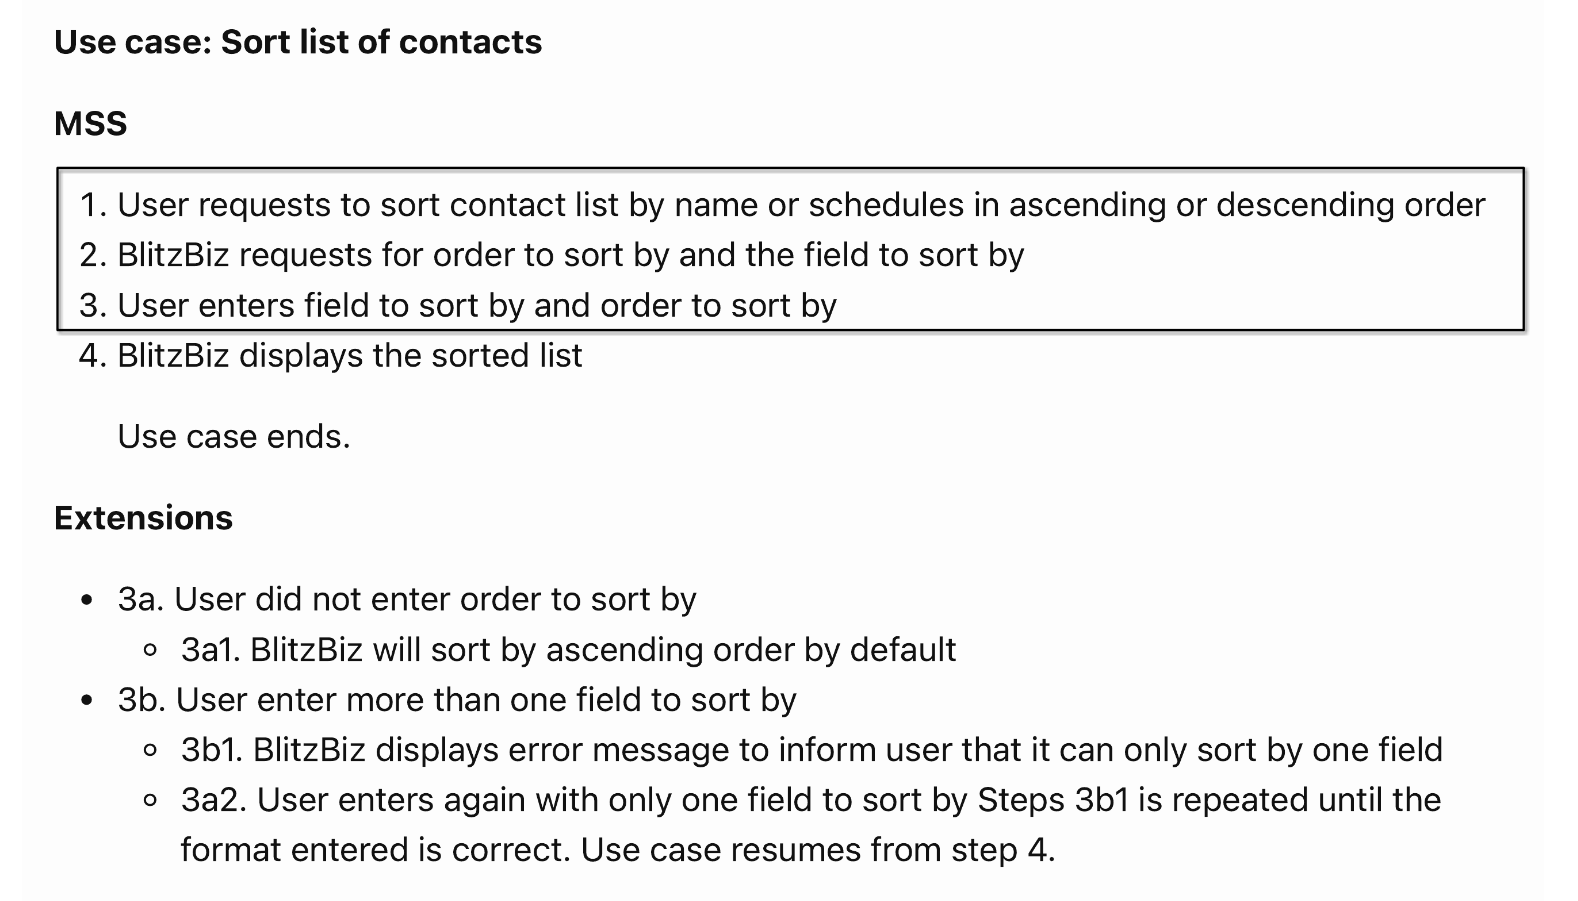 Use case: Sort list of contacts
MSS
1. User requests to sort contact list by name or schedules in ascending or descending order
2. BlitzBiz requests for order to sort by and the field to sort by
3. User enters field to sort by and order to sort by
4. BlitzBiz displays the sorted list
Use case ends.
Extensions
• 3a. User did not enter order to sort by
◦ 3a1. BlitzBiz will sort by ascending order by default
• 3b. User enter more than one field to sort by
◦ 3b1. BlitzBiz displays error message to inform user that it can only sort by one field
◦ 3a2. User enters again with only one field to sort by Steps 3b1 is repeated until the
format entered is correct. Use case resumes from step 4.